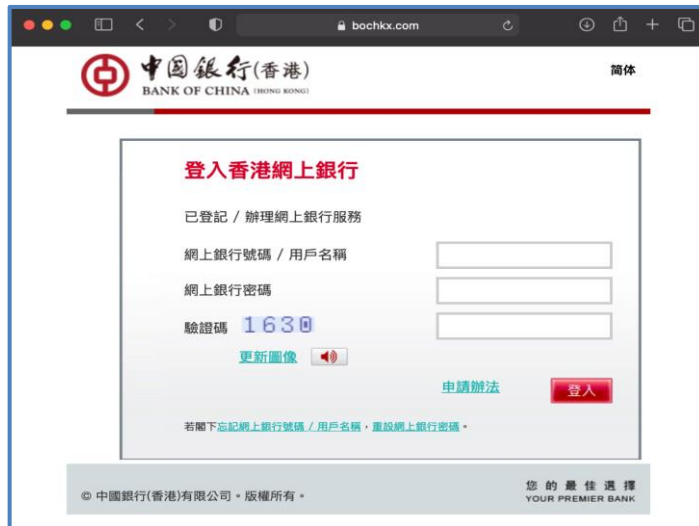 bochkx.com
中國銀行(香港)
BANK OF CHINA (HONG KONG)
简体
登入香港網上銀行
已登記 / 辦理網上銀行服務
網上銀行號碼 / 用戶名稱
網上銀行密碼
驗證碼 1630
更新圖像
申請辦法
登入
若閣下忘記網上銀行號碼 / 用戶名稱，重設網上銀行密碼。
© 中國銀行(香港)有限公司。版權所有。
您的最佳選擇
YOUR PREMIER BANK